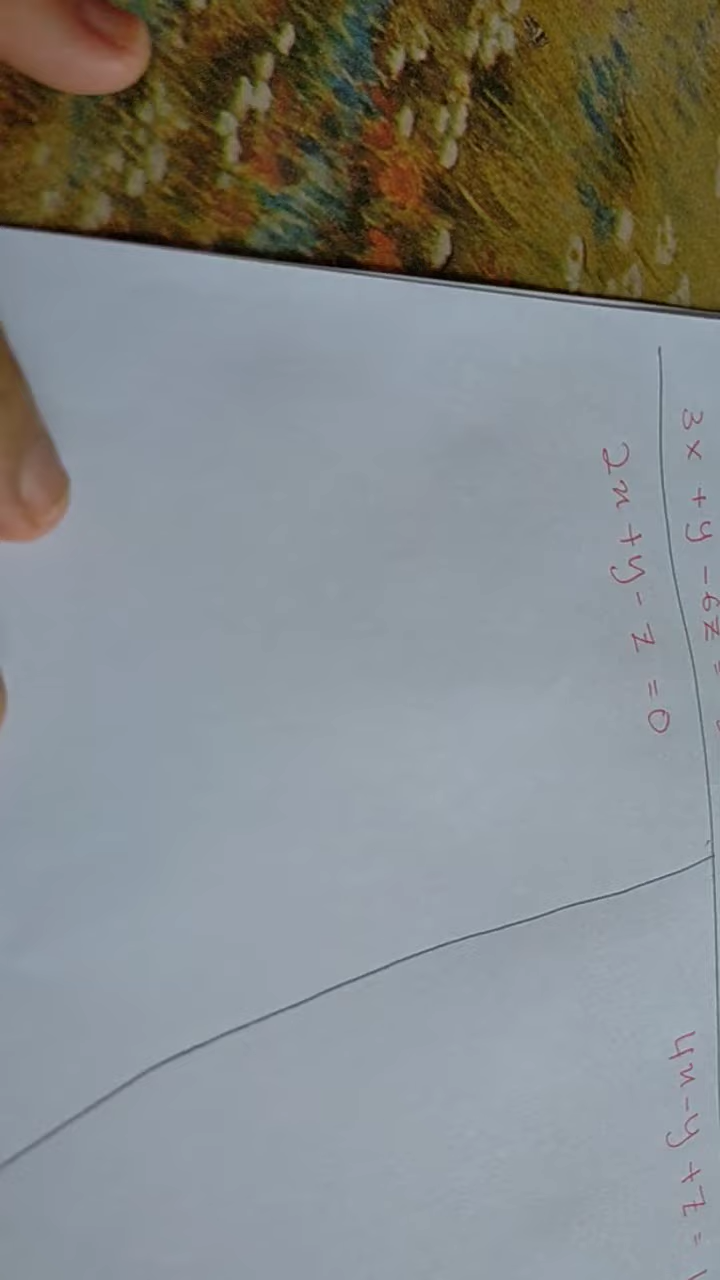 3x + y - 6z =
2x + y - z = 0
4x - y + z =